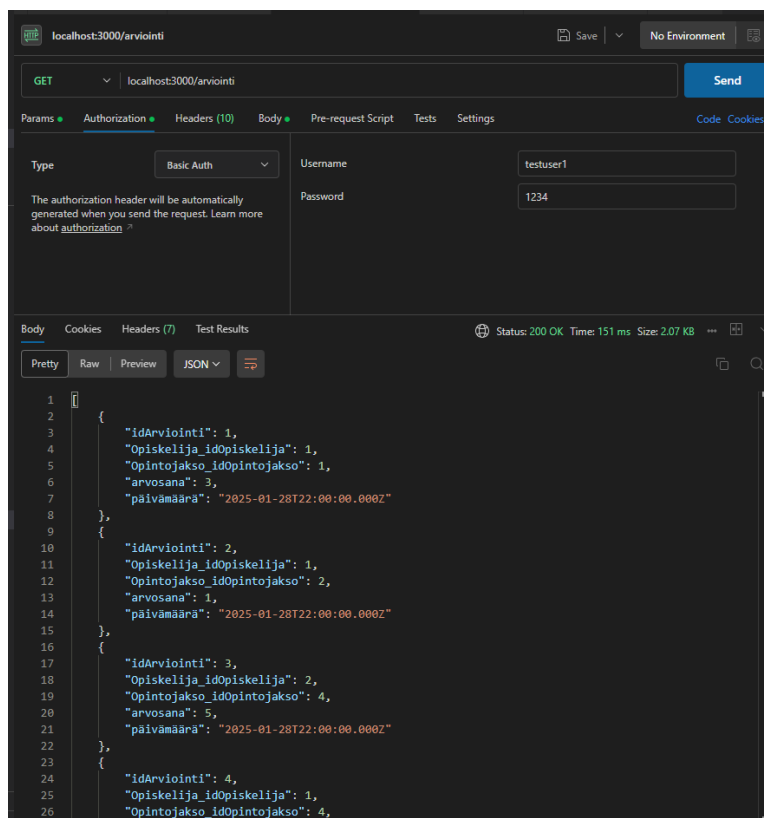 HTTP localhost:3000/arviointi Save No Environment
GET localhost:3000/arviointi Send
Params Authorization Headers (10) Body Pre-request Script Tests Settings Code Cookies
Type Basic Auth
The authorization header will be automatically
generated when you send the request. Learn more
about authorization ↗
Username testuser1
Password 1234
Body Cookies Headers (7) Test Results Status: 200 OK Time: 151 ms Size: 2.07 KB
Pretty Raw Preview JSON
1 [
2 {
3 "idArviointi": 1,
4 "Opiskelija_idOpiskelija": 1,
5 "Opintojakso_idOpintojakso": 1,
6 "arvosana": 3,
7 "päivämäärä": "2025-01-28T22:00:00.000Z"
8 },
9 {
10 "idArviointi": 2,
11 "Opiskelija_idOpiskelija": 1,
12 "Opintojakso_idOpintojakso": 2,
13 "arvosana": 1,
14 "päivämäärä": "2025-01-28T22:00:00.000Z"
15 },
16 {
17 "idArviointi": 3,
18 "Opiskelija_idOpiskelija": 2,
19 "Opintojakso_idOpintojakso": 4,
20 "arvosana": 5,
21 "päivämäärä": "2025-01-28T22:00:00.000Z"
22 },
23 {
24 "idArviointi": 4,
25 "Opiskelija_idOpiskelija": 1,
26 "Opintojakso_idOpintojakso": 4,